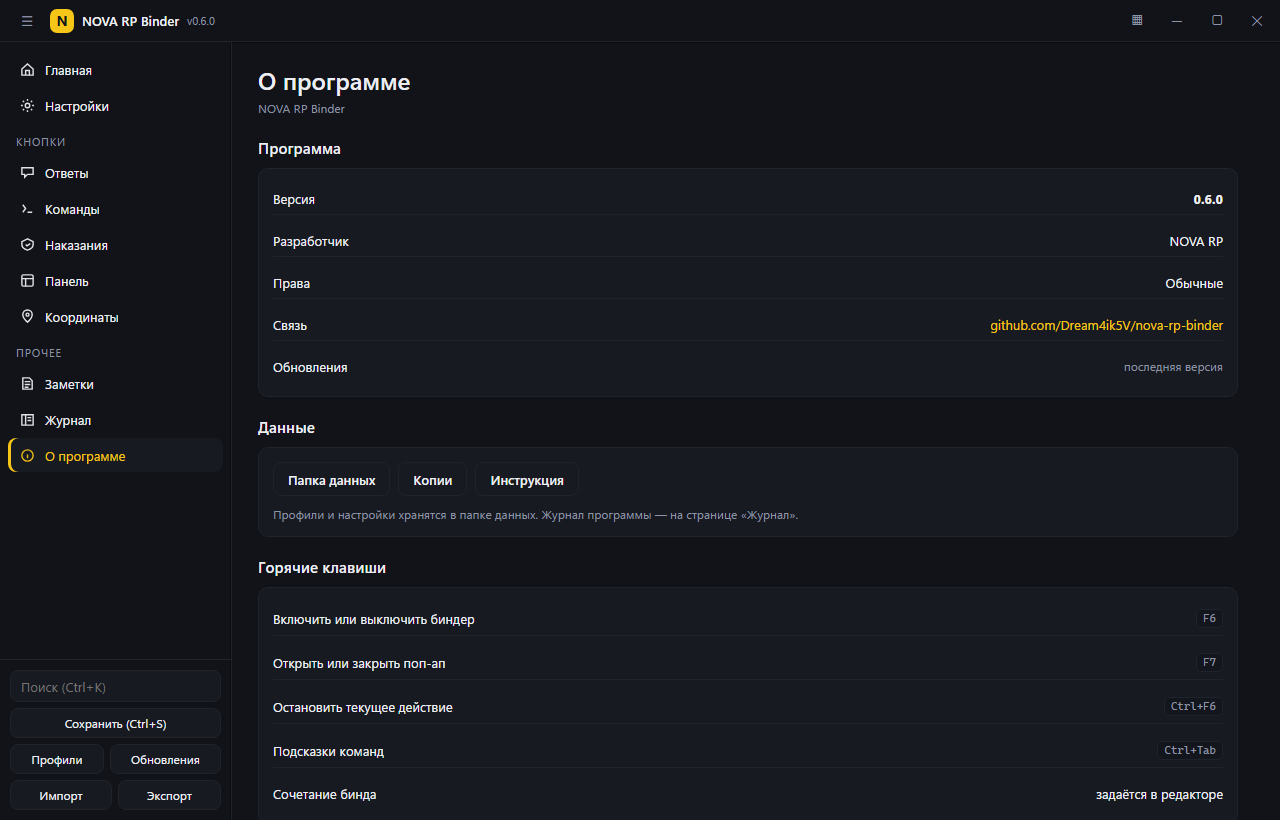 N NOVA RP Binder v0.6.0
Главная
Настройки
КНОПКИ
Ответы
Команды
Наказания
Панель
Координаты
ПРОЧЕЕ
Заметки
Журнал
О программе
Поиск (Ctrl+K)
Сохранить (Ctrl+S)
Профили Обновления
Импорт Экспорт
О программе
NOVA RP Binder
Программа
Версия 0.6.0
Разработчик NOVA RP
Права Обычные
Связь github.com/Dream4ik5V/nova-rp-binder
Обновления последняя версия
Данные
Папка данных Копии Инструкция
Профили и настройки хранятся в папке данных. Журнал программы — на странице «Журнал».
Горячие клавиши
Включить или выключить биндер F6
Открыть или закрыть поп-ап F7
Остановить текущее действие Ctrl+F6
Подсказки команд Ctrl+Tab
Сочетание бинда задаётся в редакторе